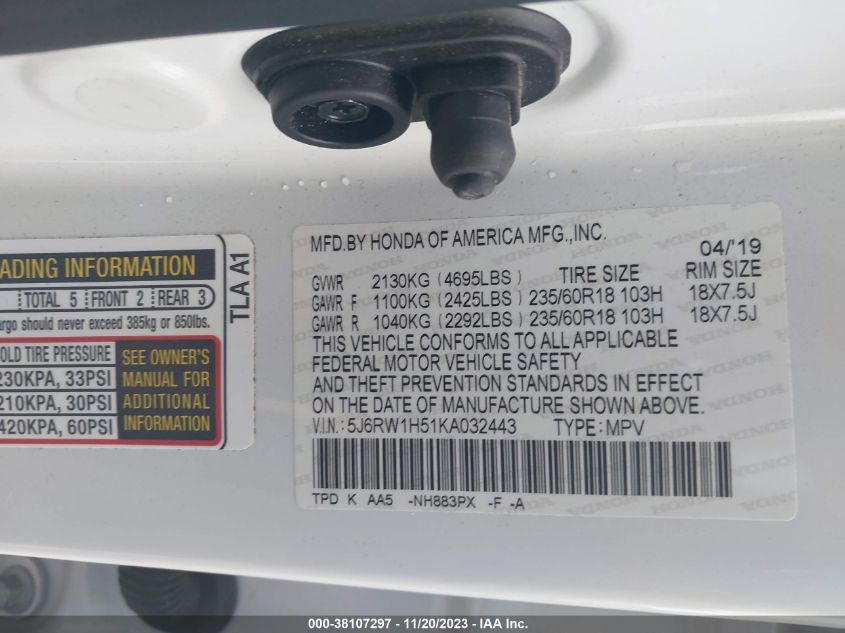 ADING INFORMATION
TOTAL 5 FRONT 2 REAR 3
argo should never exceed 385kg or 850lbs.
OLD TIRE PRESSURE
230KPA, 33PSI
210KPA, 30PSI
420KPA, 60PSI
SEE OWNER'S
MANUAL FOR
ADDITIONAL
INFORMATION
TLA A1
MFD.BY HONDA OF AMERICA MFG.,INC.
04/'19
GVWR 2130KG (4695LBS) TIRE SIZE RIM SIZE
GAWR F 1100KG (2425LBS) 235/60R18 103H 18X7.5J
GAWR R 1040KG (2292LBS) 235/60R18 103H 18X7.5J
THIS VEHICLE CONFORMS TO ALL APPLICABLE
FEDERAL MOTOR VEHICLE SAFETY
AND THEFT PREVENTION STANDARDS IN EFFECT
ON THE DATE OF MANUFACTURE SHOWN ABOVE.
V.I.N.: 5J6RW1H51KA032443 TYPE: MPV
TPD K AA5 -NH883PX -F -A
000-38107297 - 11/20/2023 - IAA Inc.